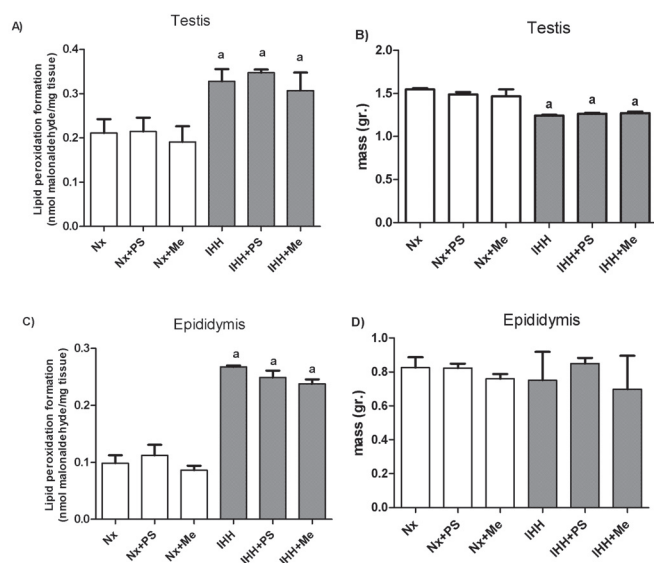 A)
Testis
Lipid peroxidation formation
(nmol malonaldehyde/mg tissue)
0.4
0.3
0.2
0.1
0.0
a
a
a
Nx
Nx+PS
Nx+Me
IHH
IHH+PS
IHH+Me
B)
Testis
mass (gr.)
2.0
1.5
1.0
0.5
0.0
a
a
a
Nx
Nx+PS
Nx+Me
IHH
IHH+PS
IHH+Me
C)
Epididymis
Lipid peroxidation formation
(nmol malonaldehyde/mg tissue)
0.3
0.2
0.1
0.0
a
a
a
Nx
Nx+PS
Nx+Me
IHH
IHH+PS
IHH+Me
D)
Epididymis
mass (gr.)
1.0
0.8
0.6
0.4
0.2
0.0
Nx
Nx+PS
Nx+Me
IHH
IHH+PS
IHH+Me